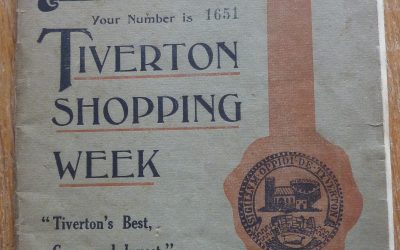 Your Number is 1651
TIVERTON
SHOPPING
WEEK
"Tiverton's Best,